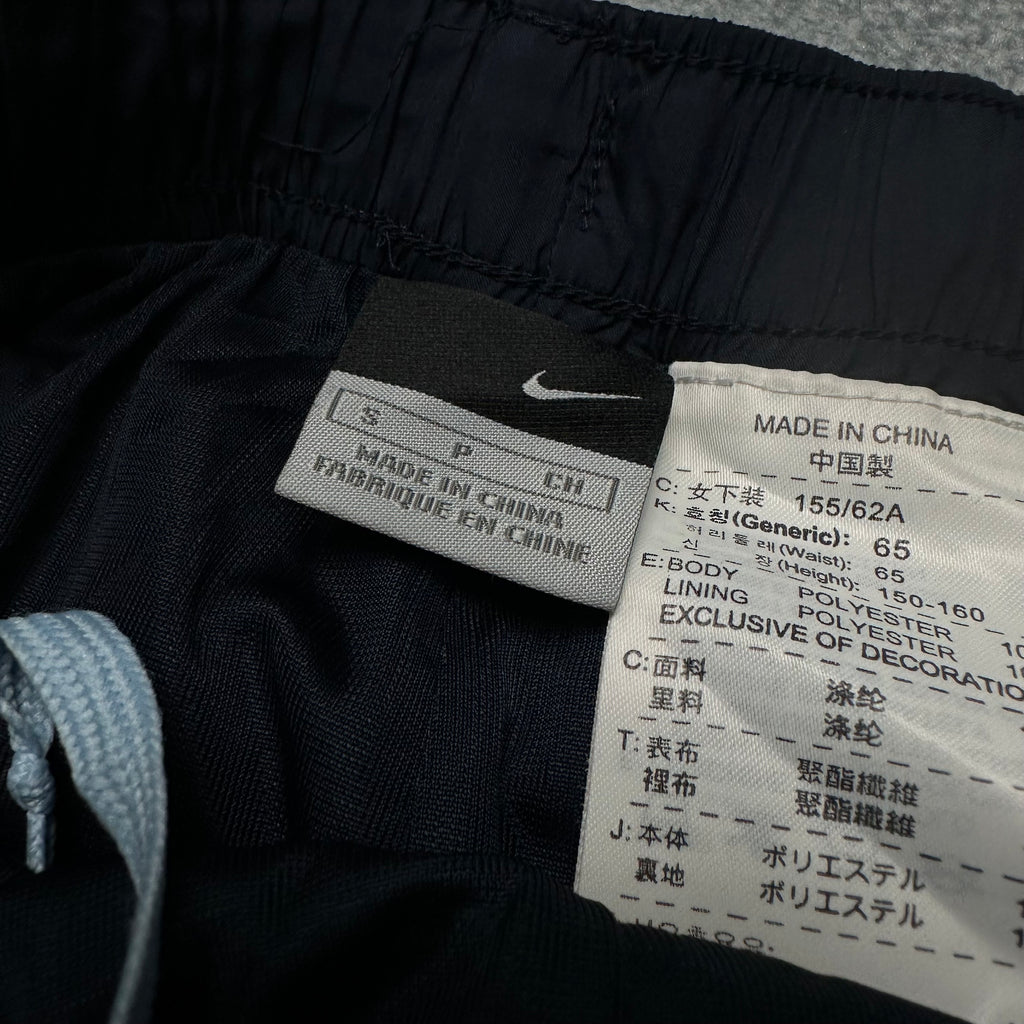 S P CH
MADE IN CHINA
FABRIQUE EN CHINE
MADE IN CHINA
中国製
C: 女下装 155/62A
K: 호칭(Generic): 65
허리둘레(Waist): 65
신 장(Height): 150-160
E: BODY POLYESTER
LINING POLYESTER
EXCLUSIVE OF DECORATIO
C: 面料 涤纶
里料 涤纶
T: 表布 聚酯纖維
裡布 聚酯纖維
J: 本体 ポリエステル
裏地 ポリエステル